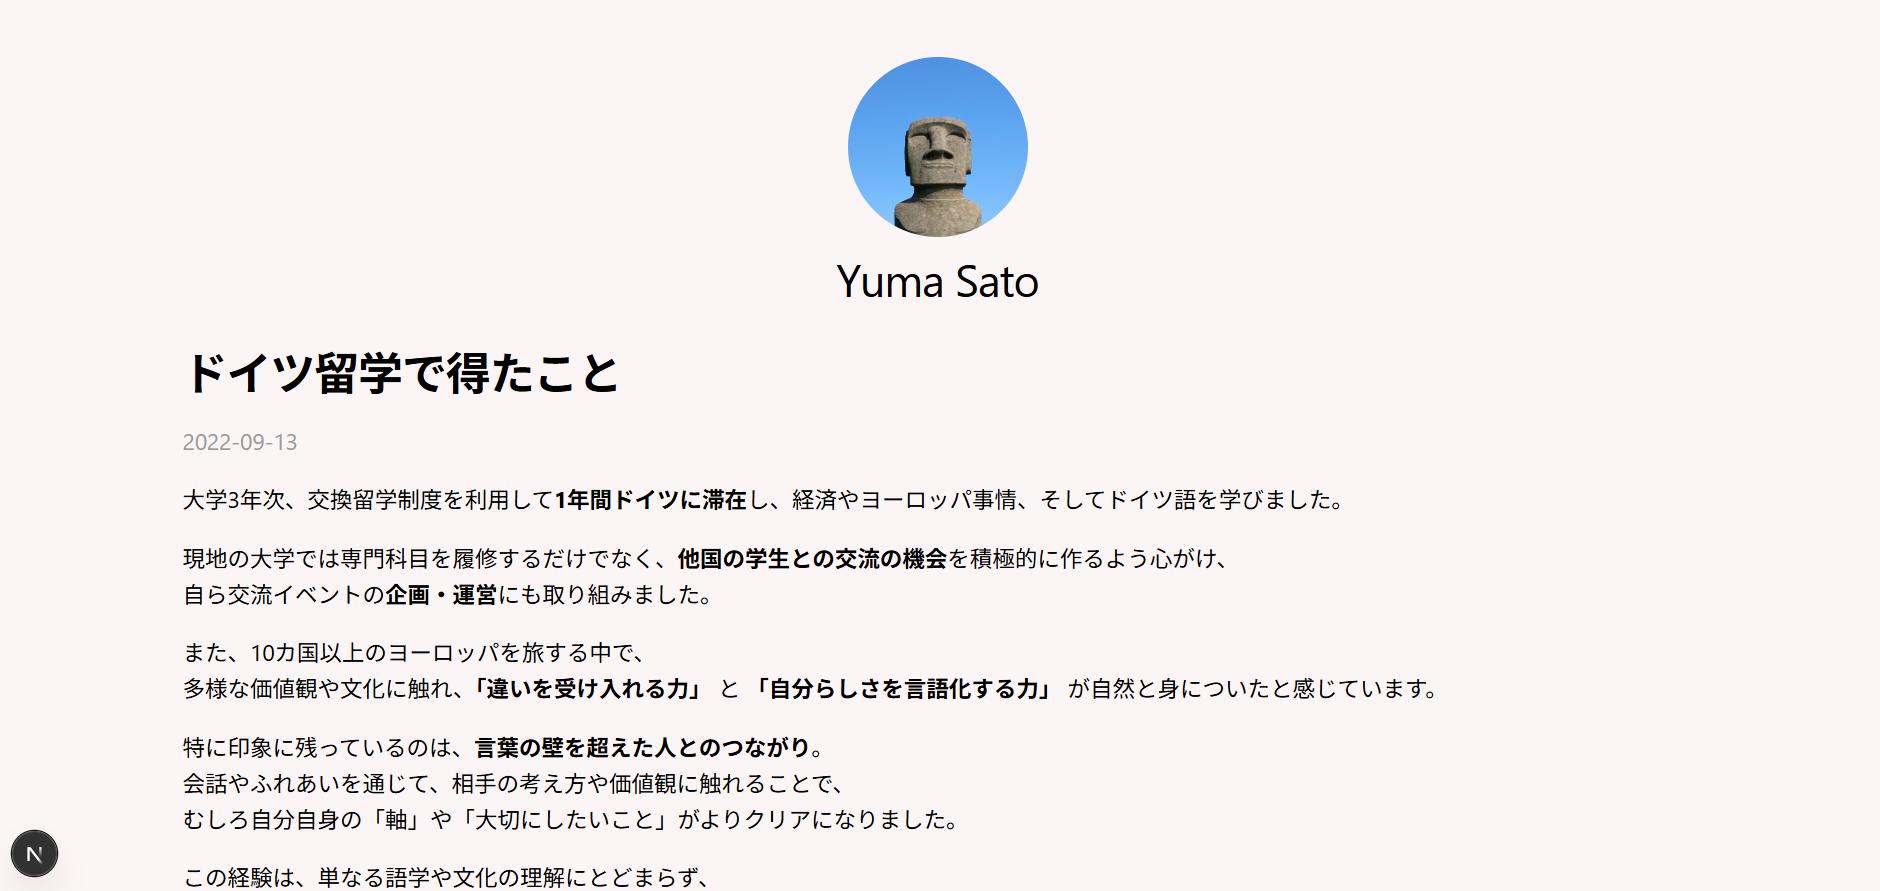 Yuma Sato
ドイツ留学で得たこと
2022-09-13
大学3年次、交換留学制度を利用して1年間ドイツに滞在し、経済やヨーロッパ事情、そしてドイツ語を学びました。
現地の大学では専門科目を履修するだけでなく、他国の学生との交流の機会を積極的に作るよう心がけ、
自ら交流イベントの企画・運営にも取り組みました。
また、10カ国以上のヨーロッパを旅する中で、
多様な価値観や文化に触れ、「違いを受け入れる力」 と 「自分らしさを言語化する力」 が自然と身についたと感じています。
特に印象に残っているのは、言葉の壁を超えた人とのつながり。
会話やふれあいを通じて、相手の考え方や価値観に触れることで、
むしろ自分自身の「軸」や「大切にしたいこと」がよりクリアになりました。
N
この経験は、単なる語学や文化の理解にとどまらず、